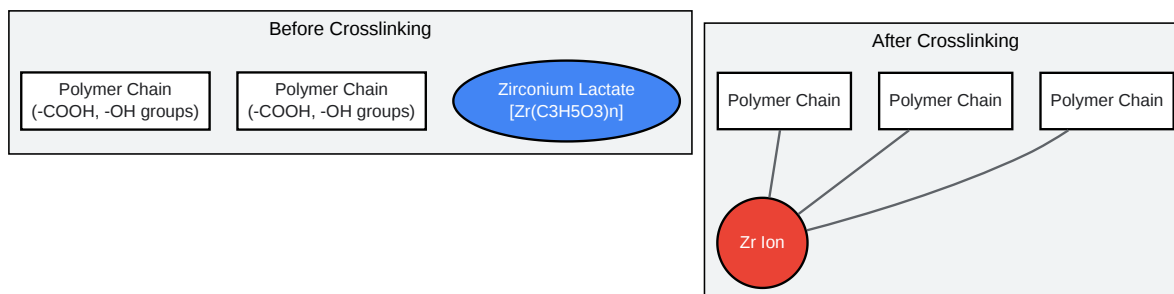 Before Crosslinking
Polymer Chain
(-COOH, -OH groups)
Polymer Chain
(-COOH, -OH groups)
Zirconium Lactate
[Zr(C3H5O3)n]
After Crosslinking
Polymer Chain
Polymer Chain
Polymer Chain
Zr Ion